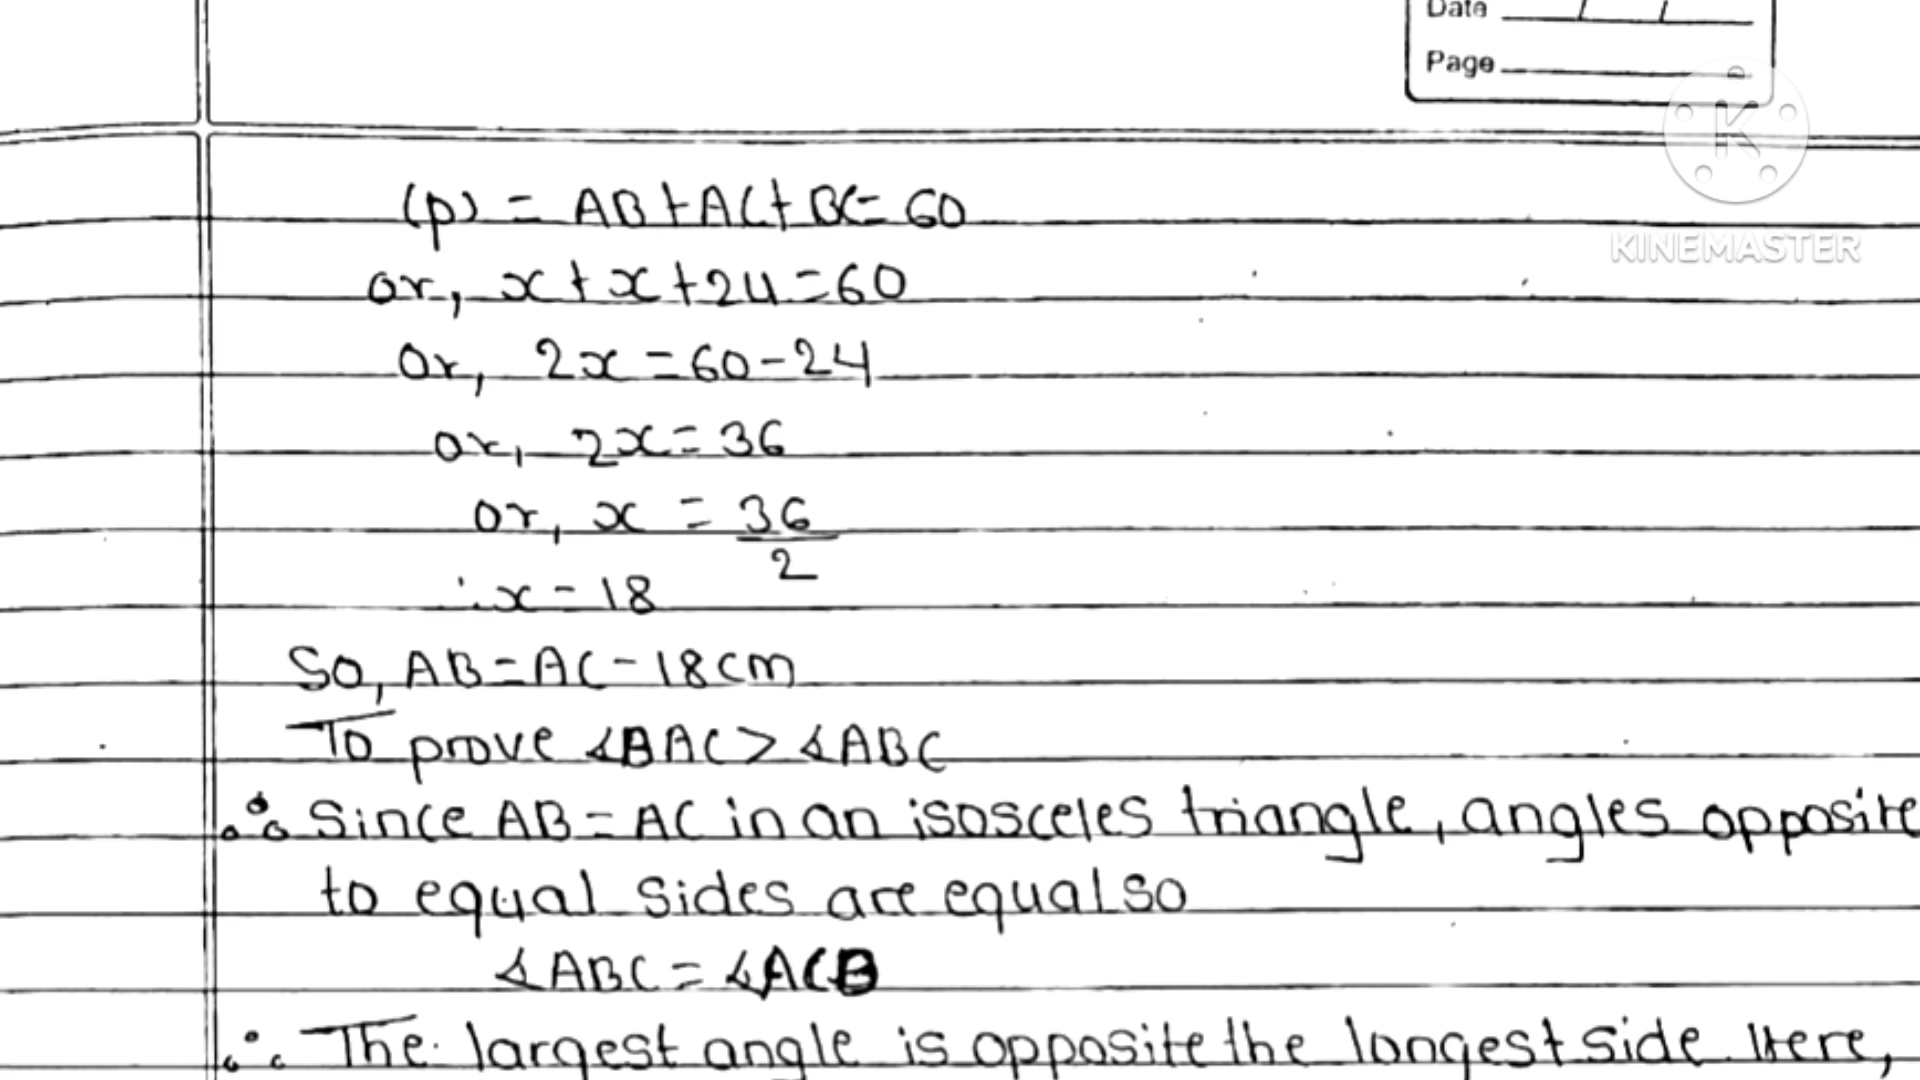 Date / /
Page
KINEMASTER
(p) = AB+AC+BC=60
or, x+x+24=60
Or, 2x=60-24
or, 2x=36
or, x = 36/2
∴x-18
So, AB=AC-18cm
To prove ∡BAC>∡ABC
∴ Since AB=AC in an isosceles triangle, angles opposite
to equal sides are equal so
∡ABC=∡ACB
∴ The largest angle is opposite the longest side Here,